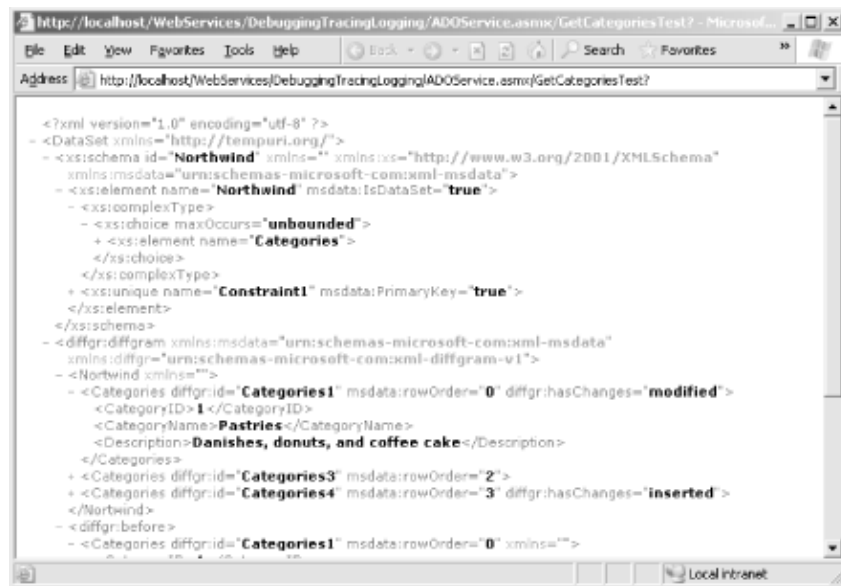 http://localhost/WebServices/DebuggingTracingLogging/ADOService.asmx/GetCategoriesTest? - Microsof...
File Edit View Favorites Tools Help Back Search Favorites »
Address http://localhost/WebServices/DebuggingTracingLogging/ADOService.asmx/GetCategoriesTest?
<?xml version="1.0" encoding="utf-8" ?>
- <DataSet xmlns="http://tempuri.org/">
- <xs:schema id="Northwind" xmlns="" xmlns:xs="http://www.w3.org/2001/XMLSchema"
xmlns:msdata="urn:schemas-microsoft-com:xml-msdata">
- <xs:element name="Northwind" msdata:IsDataSet="true">
- <xs:complexType>
- <xs:choice maxOccurs="unbounded">
+ <xs:element name="Categories">
</xs:choice>
</xs:complexType>
+ <xs:unique name="Constraint1" msdata:PrimaryKey="true">
</xs:element>
</xs:schema>
- <diffgr:diffgram xmlns:msdata="urn:schemas-microsoft-com:xml-msdata"
xmlns:diffgr="urn:schemas-microsoft-com:xml-diffgram-v1">
- <Nortwind xmlns="">
- <Categories diffgr:id="Categories1" msdata:rowOrder="0" diffgr:hasChanges="modified">
<CategoryID>1</CategoryID>
<CategoryName>Pastries</CategoryName>
<Description>Danishes, donuts, and coffee cake</Description>
</Categories>
+ <Categories diffgr:id="Categories3" msdata:rowOrder="2">
+ <Categories diffgr:id="Categories4" msdata:rowOrder="3" diffgr:hasChanges="inserted">
</Nortwind>
- <diffgr:before>
- <Categories diffgr:id="Categories1" msdata:rowOrder="0" xmlns="">
Local intranet